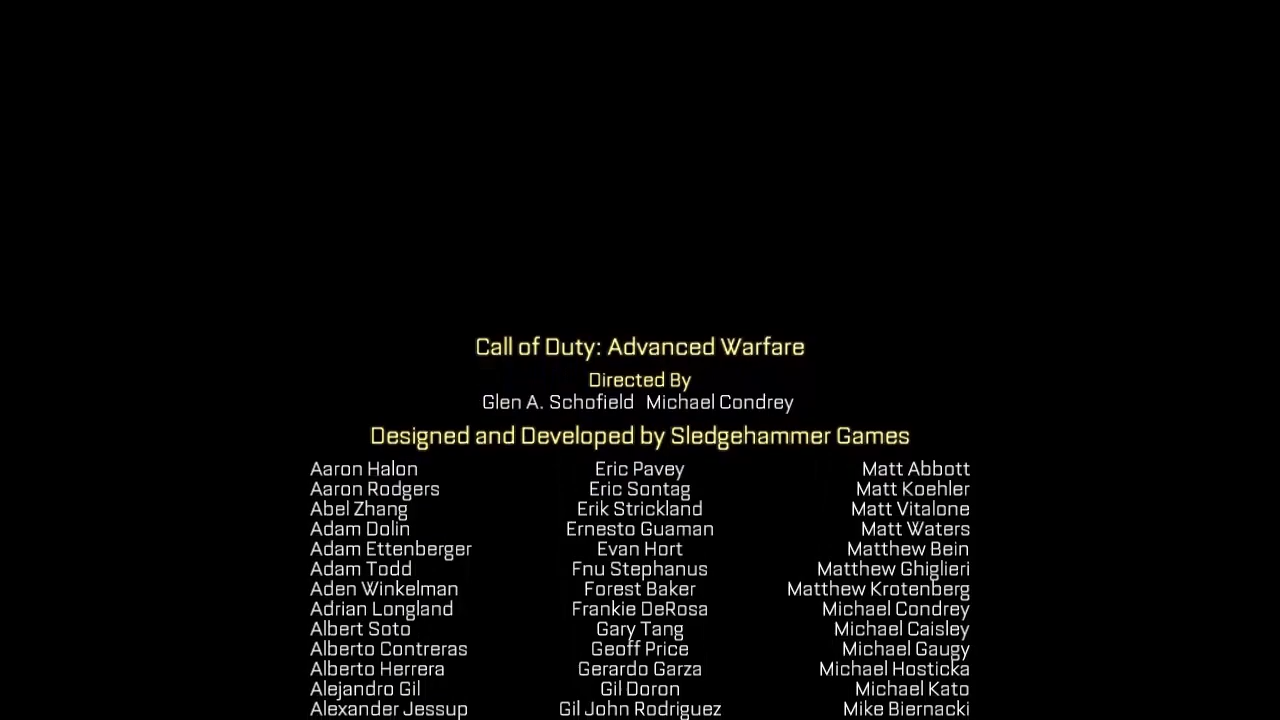 Call of Duty: Advanced Warfare
Directed By
Glen A. Schofield Michael Condrey
Designed and Developed by Sledgehammer Games
Aaron Halon Eric Pavey Matt Abbott
Aaron Rodgers Eric Sontag Matt Koehler
Abel Zhang Erik Strickland Matt Vitalone
Adam Dolin Ernesto Guaman Matt Waters
Adam Ettenberger Evan Hort Matthew Bein
Adam Todd Fnu Stephanus Matthew Ghiglieri
Aden Winkelman Forest Baker Matthew Krotenberg
Adrian Longland Frankie DeRosa Michael Condrey
Albert Soto Gary Tang Michael Caisley
Alberto Contreras Geoff Price Michael Gaugy
Alberto Herrera Gerardo Garza Michael Hosticka
Alejandro Gil Gil Doron Michael Kato
Alexander Jessup Gil John Rodriguez Mike Biernacki